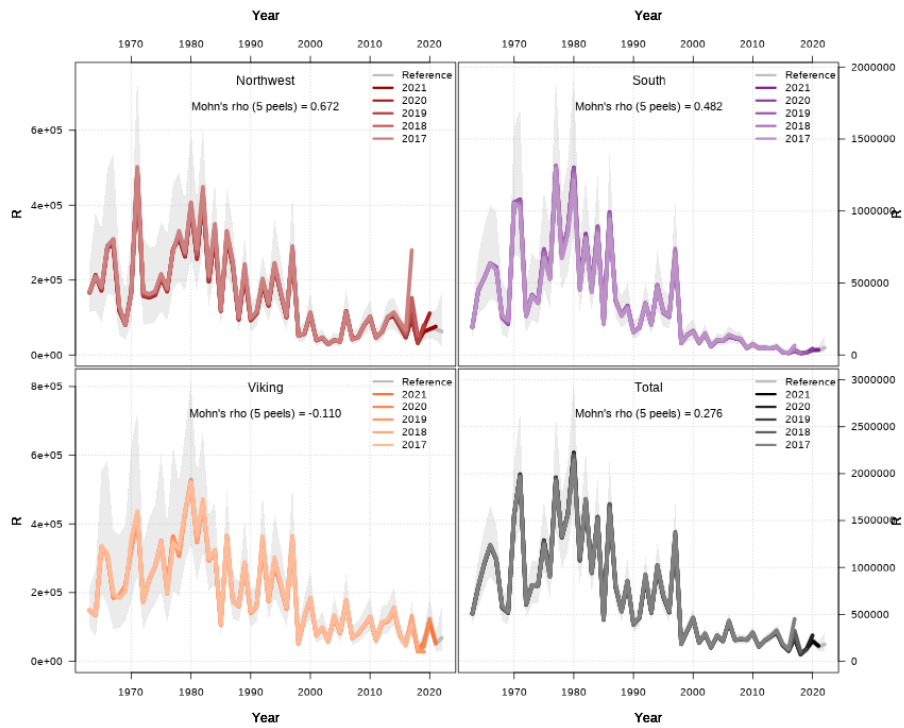 Year
Year
1970 1980 1990 2000 2010 2020
1970 1980 1990 2000 2010 2020
Northwest
Mohn's rho (5 peels) = 0.672
Reference
2021
2020
2019
2018
2017
R
6e+05
4e+05
2e+05
0e+00
South
Mohn's rho (5 peels) = 0.482
Reference
2021
2020
2019
2018
2017
2000000
1500000
1000000
500000
0
R
Viking
Mohn's rho (5 peels) = -0.110
Reference
2021
2020
2019
2018
2017
R
8e+05
6e+05
4e+05
2e+05
0e+00
Total
Mohn's rho (5 peels) = 0.276
Reference
2021
2020
2019
2018
2017
3000000
2500000
2000000
1500000
1000000
500000
0
R
1970 1980 1990 2000 2010 2020
1970 1980 1990 2000 2010 2020
Year
Year